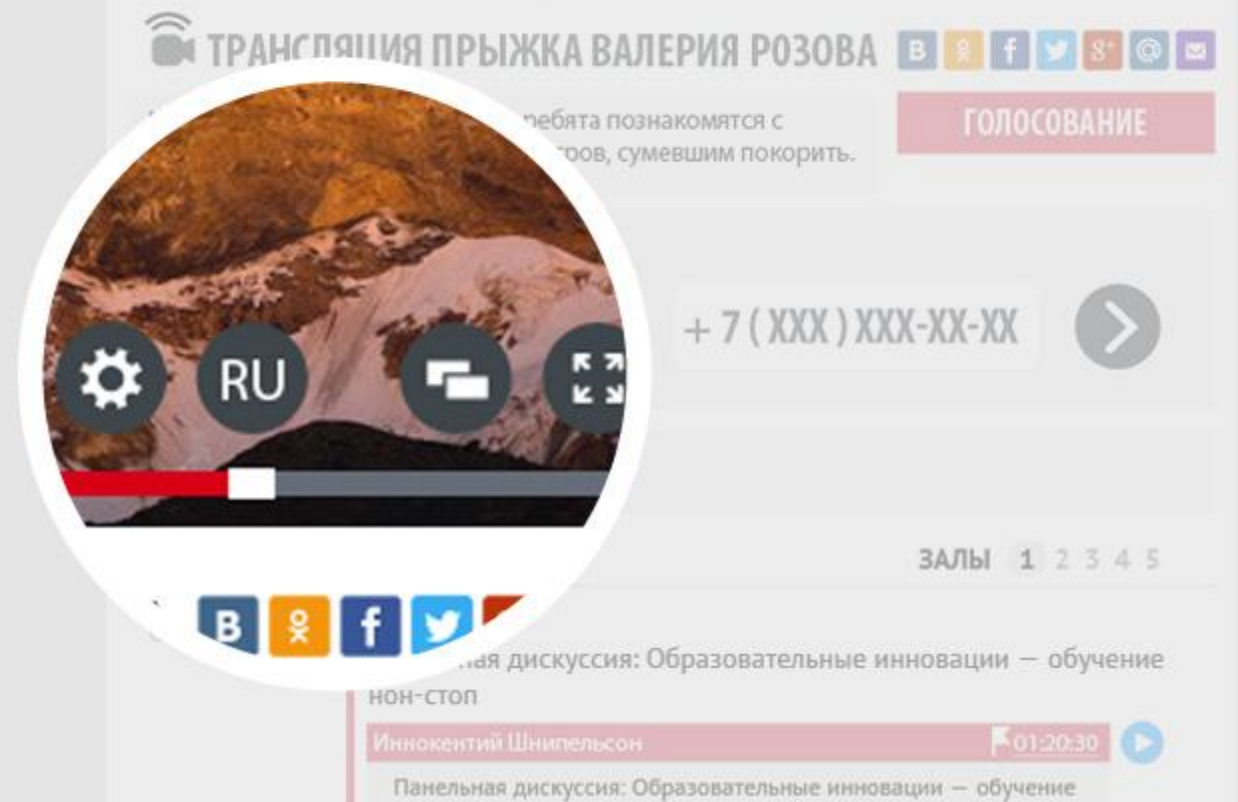 ТРАНСЛЯЦИЯ ПРЫЖКА ВАЛЕРИЯ РОЗОВА
В f 8+ @
ребята познакомятся с
сумевшим покорить.
ГОЛОСОВАНИЕ
+ 7 ( XXX ) XXX-XX-XX
RU
ЗАЛЫ 1 2 3 4 5
В f
дискуссия: Образовательные инновации — обучение
нон-стоп
Иннокентий Шнипельсон 01:20:30
Панельная дискуссия: Образовательные инновации — обучение